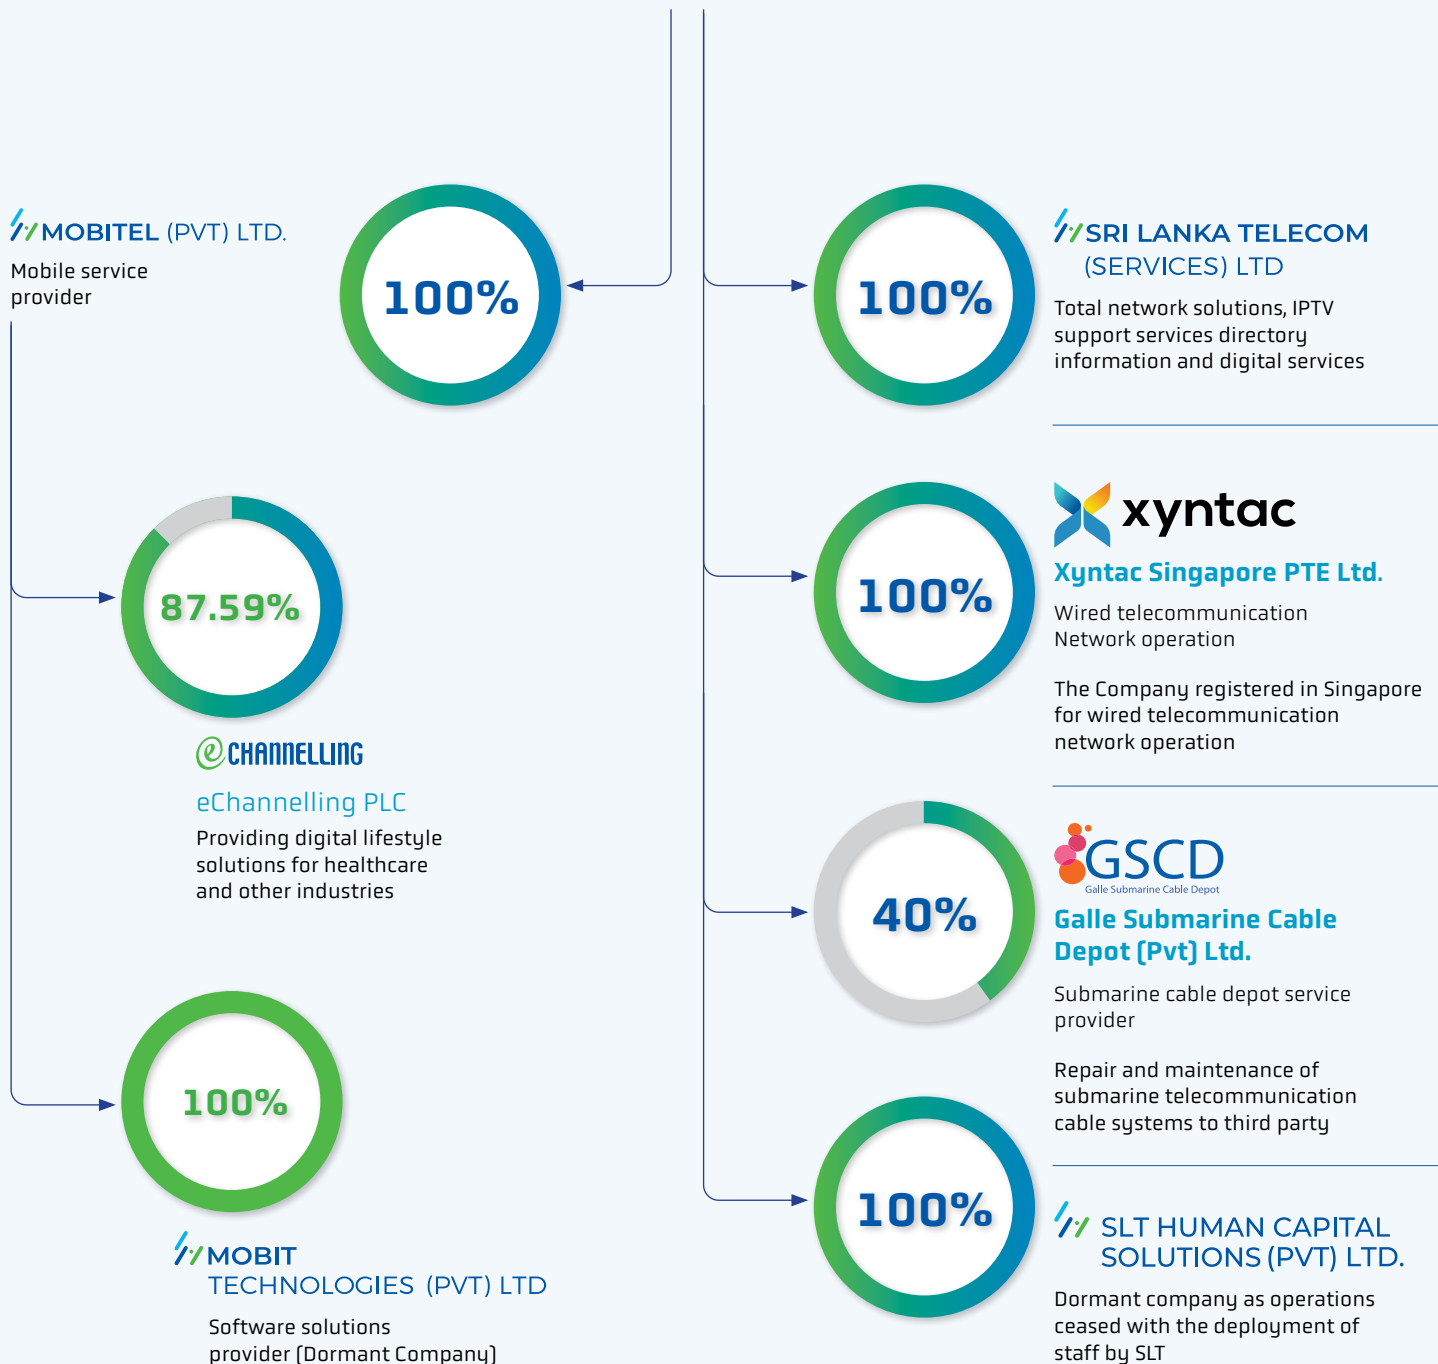 MOBITEL (PVT) LTD.
Mobile service
provider
100%
87.59%
e CHANNELLING
eChannelling PLC
Providing digital lifestyle
solutions for healthcare
and other industries
100%
MOBIT
TECHNOLOGIES (PVT) LTD
Software solutions
provider (Dormant Company)
100%
SRI LANKA TELECOM
(SERVICES) LTD
Total network solutions, IPTV
support services directory
information and digital services
100%
xyntac
Xyntac Singapore PTE Ltd.
Wired telecommunication
Network operation
The Company registered in Singapore
for wired telecommunication
network operation
40%
GSCD
Galle Submarine Cable Depot
Galle Submarine Cable
Depot (Pvt) Ltd.
Submarine cable depot service
provider
Repair and maintenance of
submarine telecommunication
cable systems to third party
100%
SLT HUMAN CAPITAL
SOLUTIONS (PVT) LTD.
Dormant company as operations
ceased with the deployment of
staff by SLT